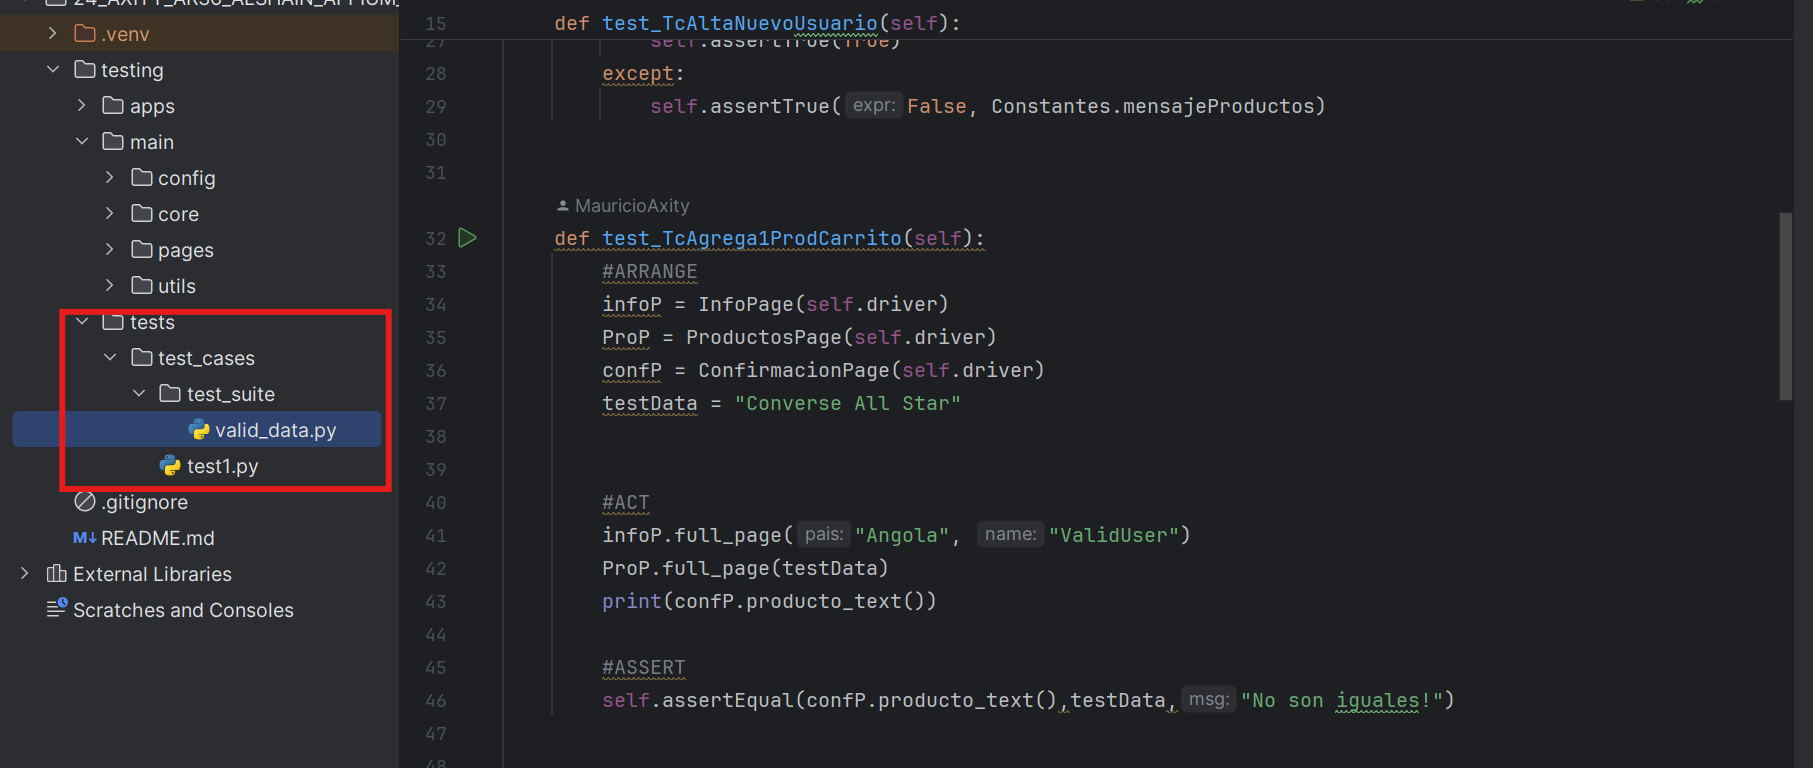 .venv
testing
apps
main
config
core
pages
utils
tests
test_cases
test_suite
valid_data.py
test1.py
.gitignore
M↓ README.md
External Libraries
Scratches and Consoles
15 def test_TcAltaNuevoUsuario(self):
27 self.assertTrue(True)
28 except:
29 self.assertTrue( expr: False, Constantes.mensajeProductos)
30
31
MauricioAxity
32 def test_TcAgrega1ProdCarrito(self):
33 #ARRANGE
34 infoP = InfoPage(self.driver)
35 ProP = ProductosPage(self.driver)
36 confP = ConfirmacionPage(self.driver)
37 testData = "Converse All Star"
38
39
40 #ACT
41 infoP.full_page( pais: "Angola", name: "ValidUser")
42 ProP.full_page(testData)
43 print(confP.producto_text())
44
45 #ASSERT
46 self.assertEqual(confP.producto_text(),testData, msg: "No son iguales!")
47
48